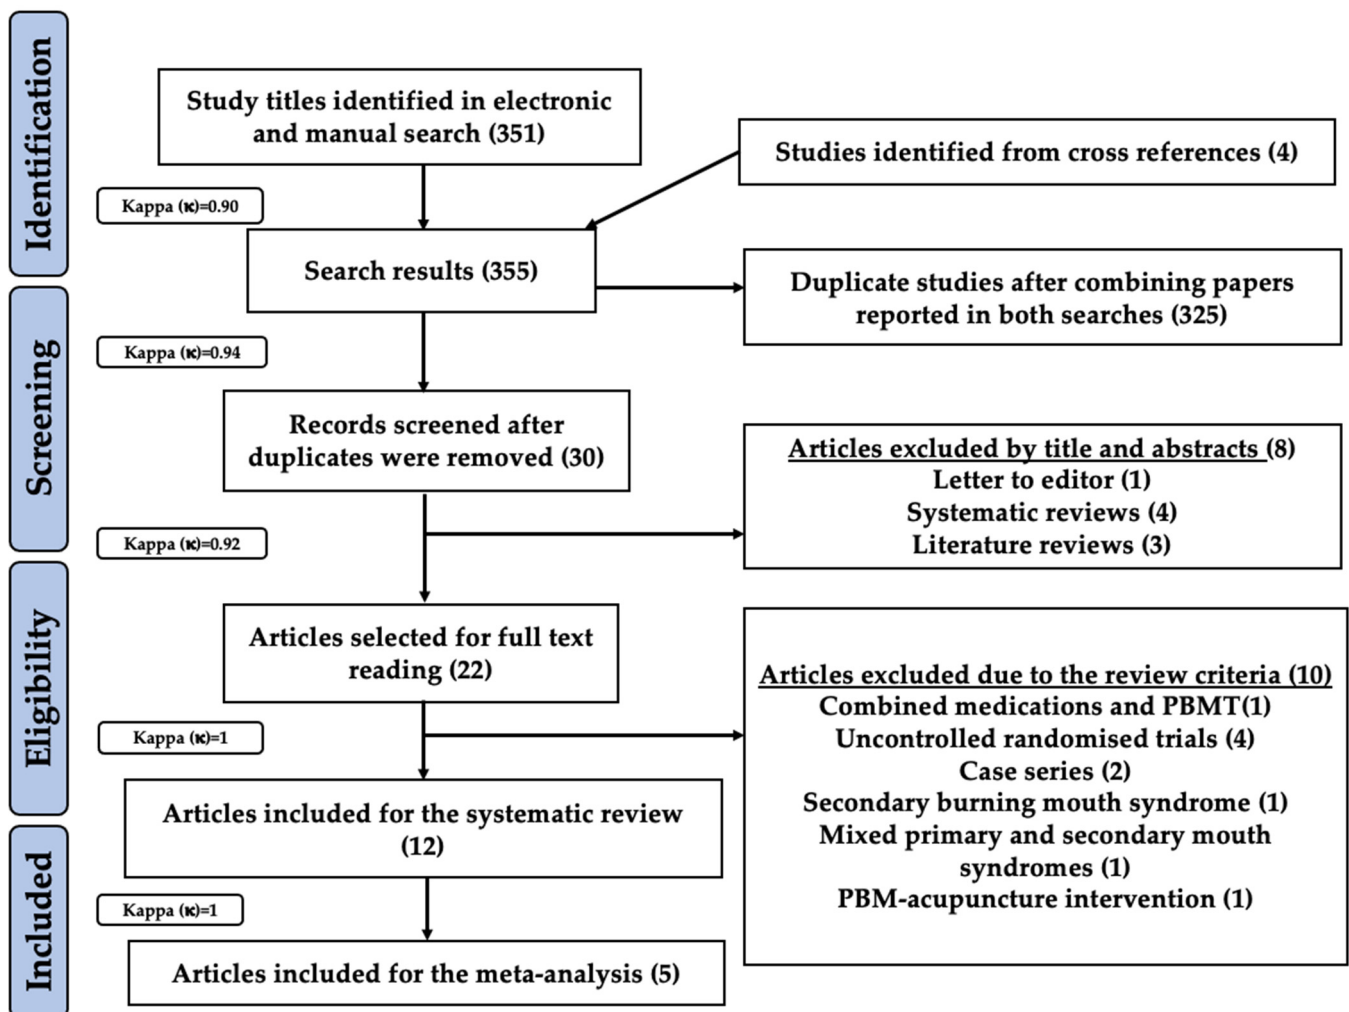 Identification
Study titles identified in electronic
and manual search (351)
Studies identified from cross references (4)
Kappa (κ)=0.90
Search results (355)
Duplicate studies after combining papers
reported in both searches (325)
Screening
Kappa (κ)=0.94
Records screened after
duplicates were removed (30)
Articles excluded by title and abstracts (8)
Letter to editor (1)
Systematic reviews (4)
Literature reviews (3)
Kappa (κ)=0.92
Eligibility
Articles selected for full text
reading (22)
Articles excluded due to the review criteria (10)
Combined medications and PBMT(1)
Uncontrolled randomised trials (4)
Case series (2)
Secondary burning mouth syndrome (1)
Mixed primary and secondary mouth
syndromes (1)
PBM-acupuncture intervention (1)
Kappa (κ)=1
Articles included for the systematic review
(12)
Included
Kappa (κ)=1
Articles included for the meta-analysis (5)